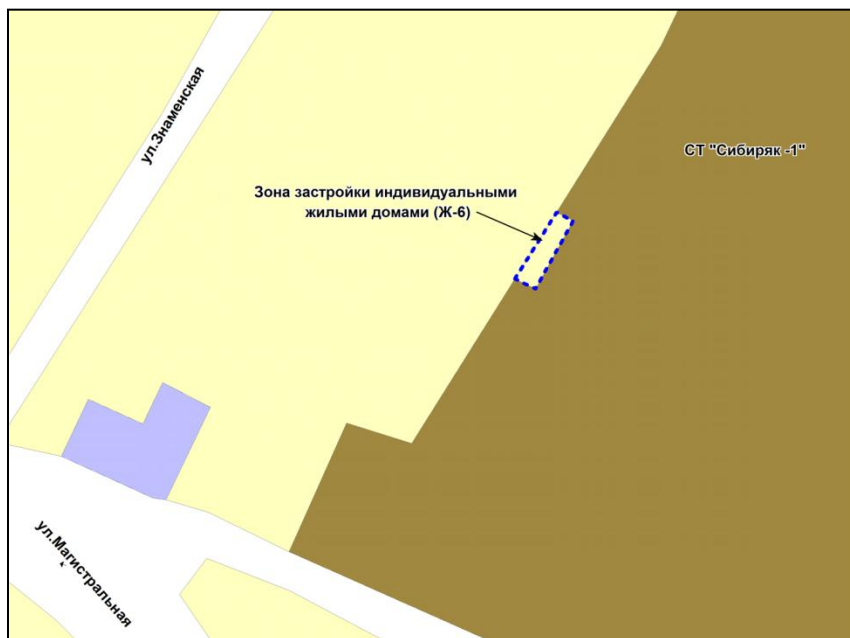 ул.Знаменская
СТ "Сибиряк -1"
Зона застройки индивидуальными
жилыми домами (Ж-6)
ул.Магистральная